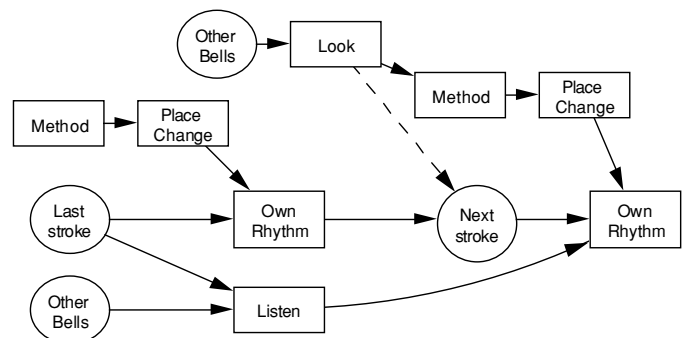 Other
Bells
Look
Method
Place
Change
Method
Place
Change
Last
stroke
Own
Rhythm
Next
stroke
Own
Rhythm
Other
Bells
Listen